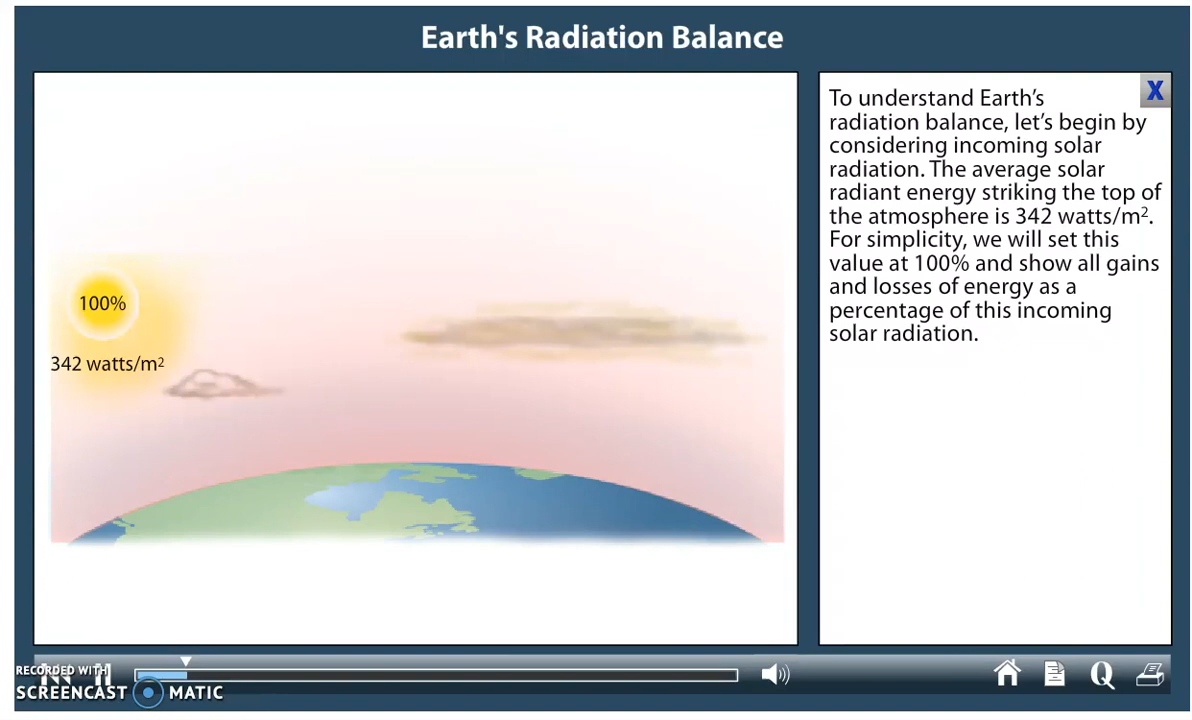 Earth's Radiation Balance
To understand Earth’s
radiation balance, let’s begin by
considering incoming solar
radiation. The average solar
radiant energy striking the top of
the atmosphere is 342 watts/m².
For simplicity, we will set this
value at 100% and show all gains
and losses of energy as a
percentage of this incoming
solar radiation.
X
100%
342 watts/m²
RECORDED WITH
SCREENCAST MATIC
Q